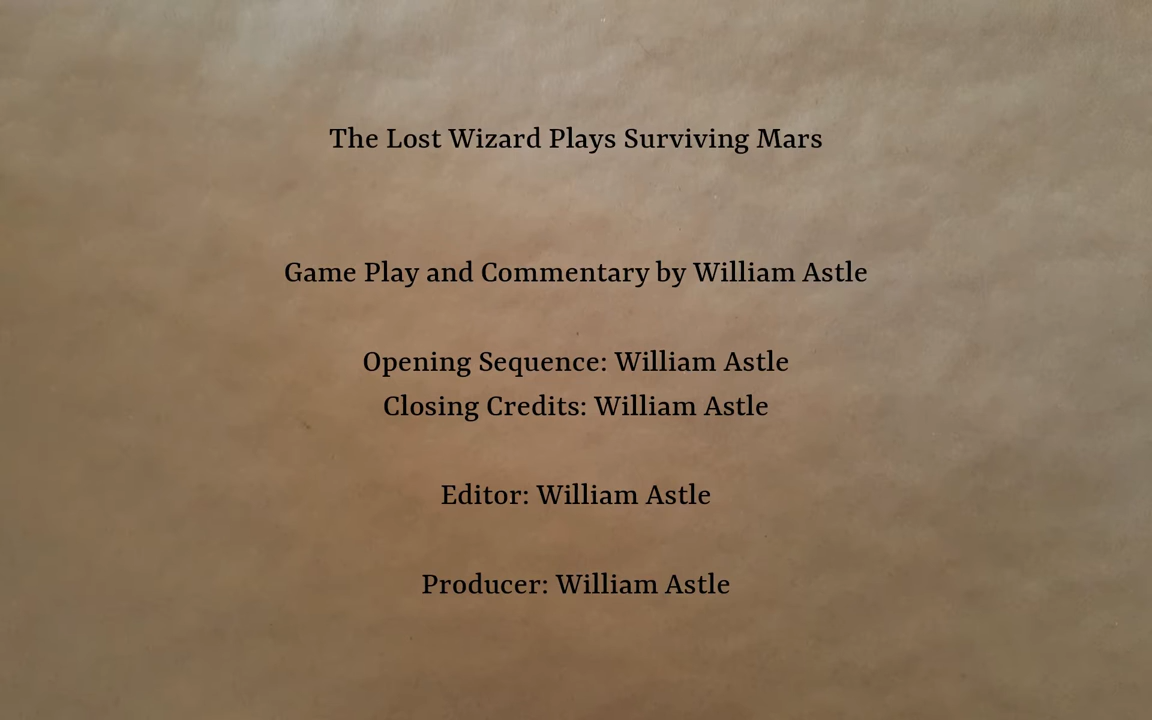 The Lost Wizard Plays Surviving Mars
Game Play and Commentary by William Astle
Opening Sequence: William Astle
Closing Credits: William Astle
Editor: William Astle
Producer: William Astle